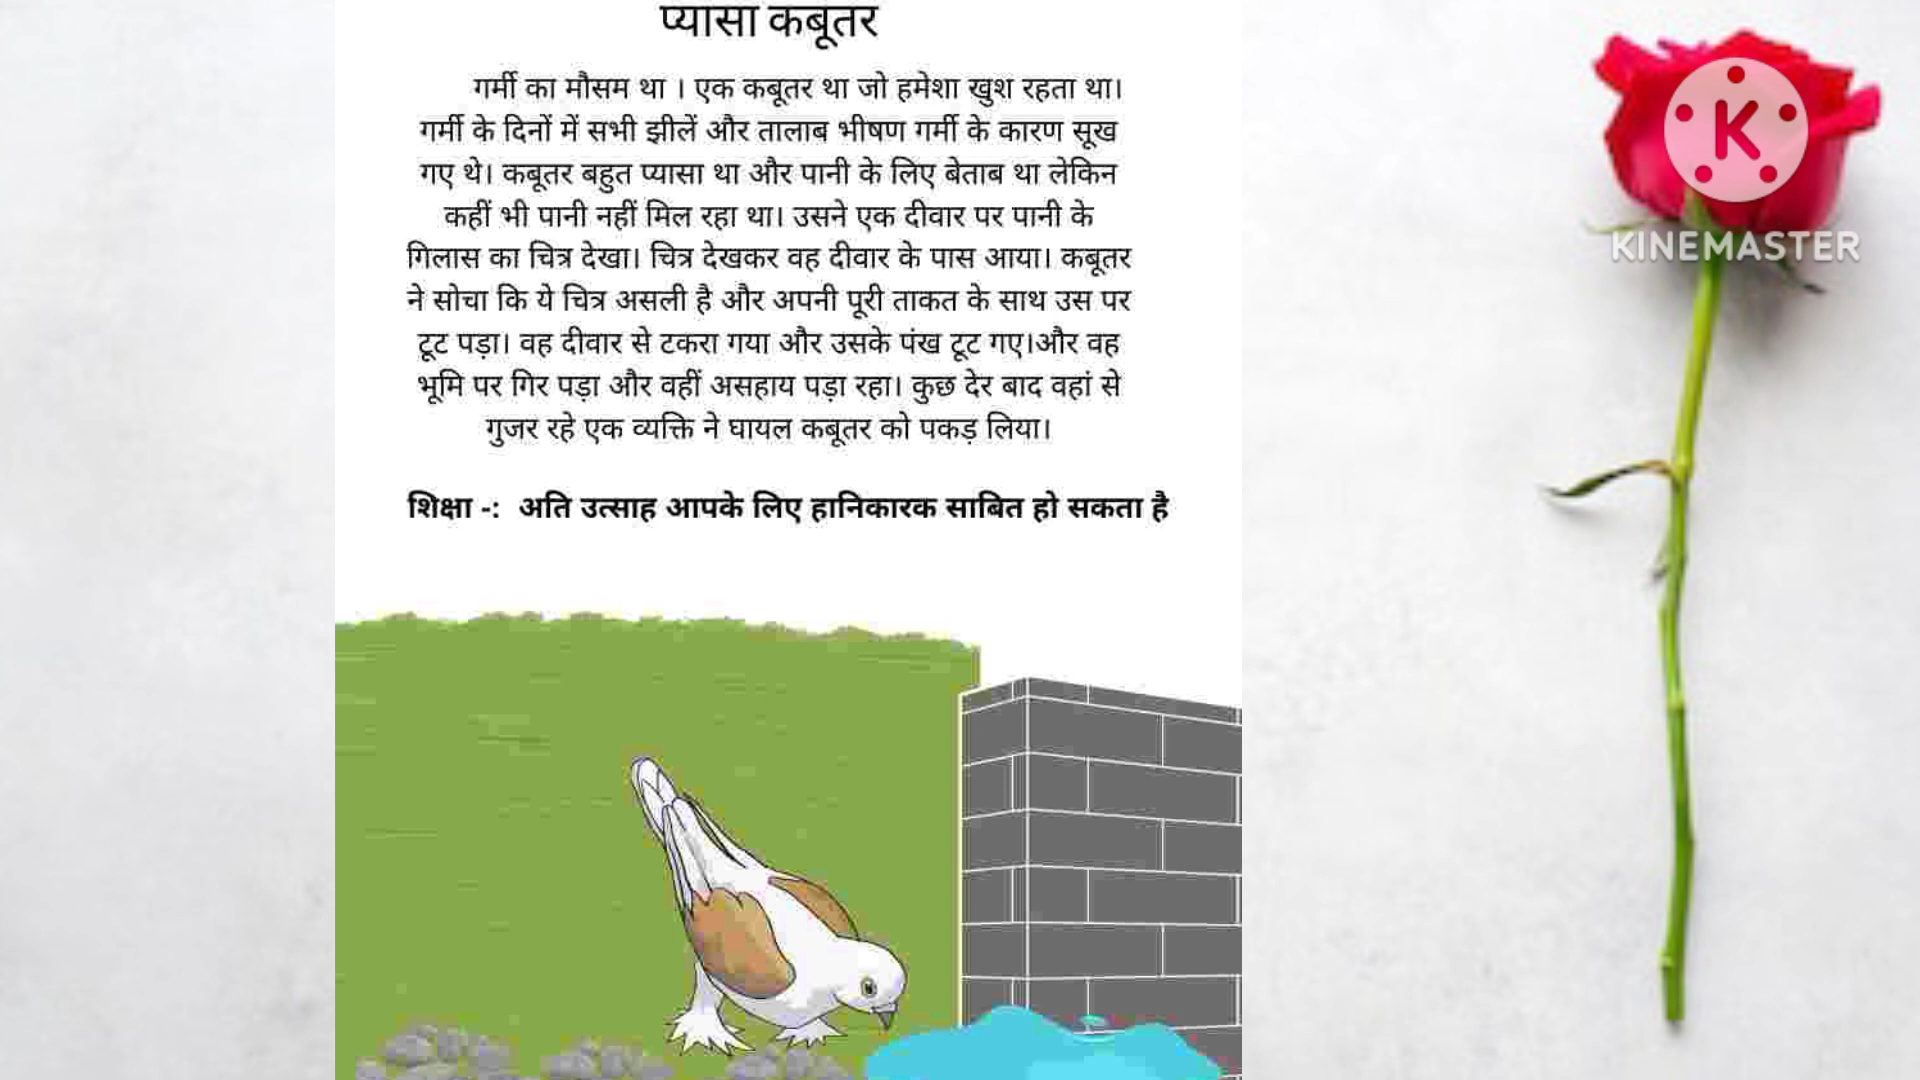 प्यासा कबूतर
गर्मी का मौसम था । एक कबूतर था जो हमेशा खुश रहता था।
गर्मी के दिनों में सभी झीलें और तालाब भीषण गर्मी के कारण सूख
गए थे। कबूतर बहुत प्यासा था और पानी के लिए बेताब था लेकिन
कहीं भी पानी नहीं मिल रहा था। उसने एक दीवार पर पानी के
गिलास का चित्र देखा। चित्र देखकर वह दीवार के पास आया। कबूतर
ने सोचा कि ये चित्र असली है और अपनी पूरी ताकत के साथ उस पर
टूट पड़ा। वह दीवार से टकरा गया और उसके पंख टूट गए।और वह
भूमि पर गिर पड़ा और वहीं असहाय पड़ा रहा। कुछ देर बाद वहां से
गुजर रहे एक व्यक्ति ने घायल कबूतर को पकड़ लिया।
शिक्षा -: अति उत्साह आपके लिए हानिकारक साबित हो सकता है
K
KINEMASTER